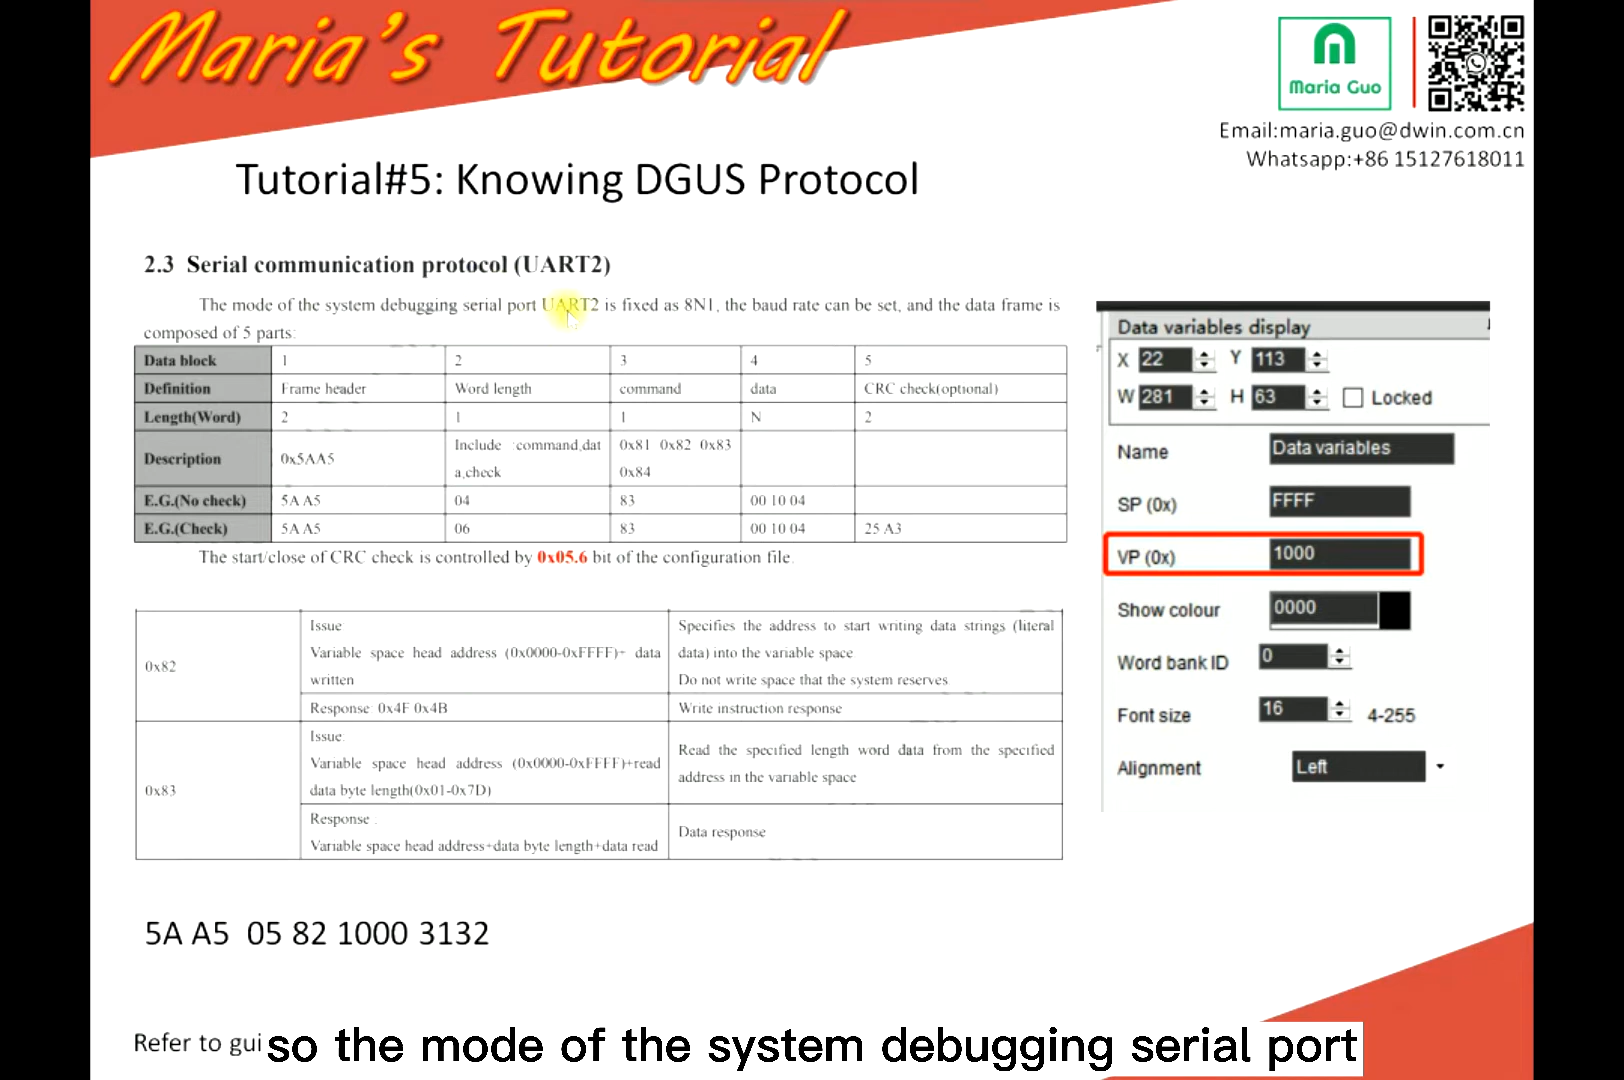 Maria's Tutorial
Maria Guo
Email:maria.guo@dwin.com.cn
Whatsapp:+86 15127618011
Tutorial#5: Knowing DGUS Protocol
2.3 Serial communication protocol (UART2)
The mode of the system debugging serial port UART2 is fixed as 8N1, the baud rate can be set, and the data frame is
composed of 5 parts:
Data block 1 2 3 4 5
Definition Frame header Word length command data CRC check(optional)
Length(Word) 2 1 1 N 2
Description 0x5AA5 Include :command,dat
a,check 0x81 0x82 0x83
0x84
E.G.(No check) 5A A5 04 83 00 10 04
E.G.(Check) 5A A5 06 83 00 10 04 25 A3
The start/close of CRC check is controlled by 0x05.6 bit of the configuration file.
0x82
Issue
Variable space head address (0x0000-0xFFFF)+ data
written
Specifies the address to start writing data strings (literal
data) into the variable space
Do not write space that the system reserves
Response: 0x4F 0x4B
Write instruction response
0x83
Issue:
Variable space head address (0x0000-0xFFFF)+read
data byte length(0x01-0x7D)
Read the specified length word data from the specified
address in the variable space
Response :
Variable space head address+data byte length+data read
Data response
Data variables display
X 22 Y 113
W 281 H 63 Locked
Name Data variables
SP (0x) FFFF
VP (0x) 1000
Show colour 0000
Word bank ID 0
Font size 16 4-255
Alignment Left
5A A5 05 82 1000 3132
Refer to gui
so the mode of the system debugging serial port